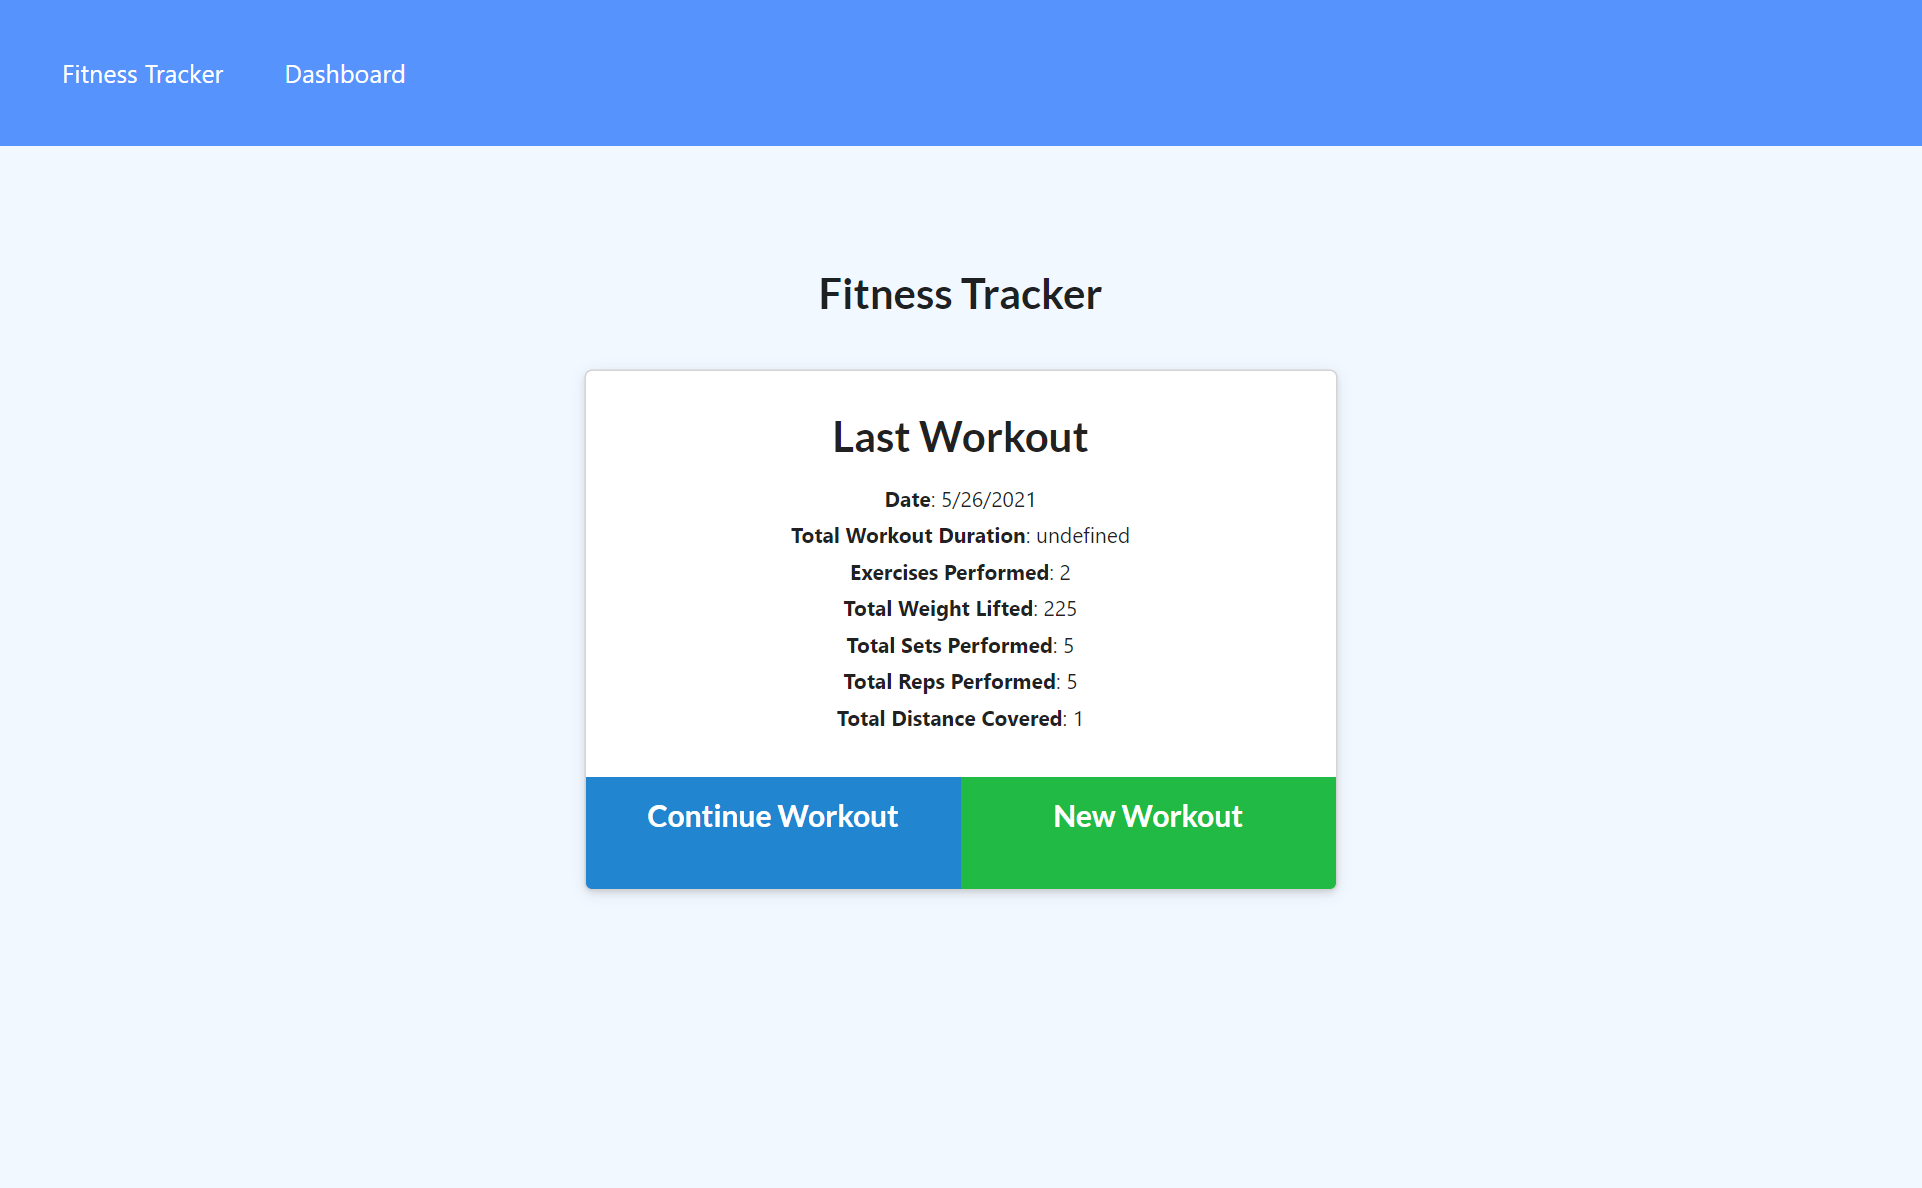 Fitness Tracker Dashboard
Fitness Tracker
Last Workout
Date: 5/26/2021
Total Workout Duration: undefined
Exercises Performed: 2
Total Weight Lifted: 225
Total Sets Performed: 5
Total Reps Performed: 5
Total Distance Covered: 1
Continue Workout New Workout